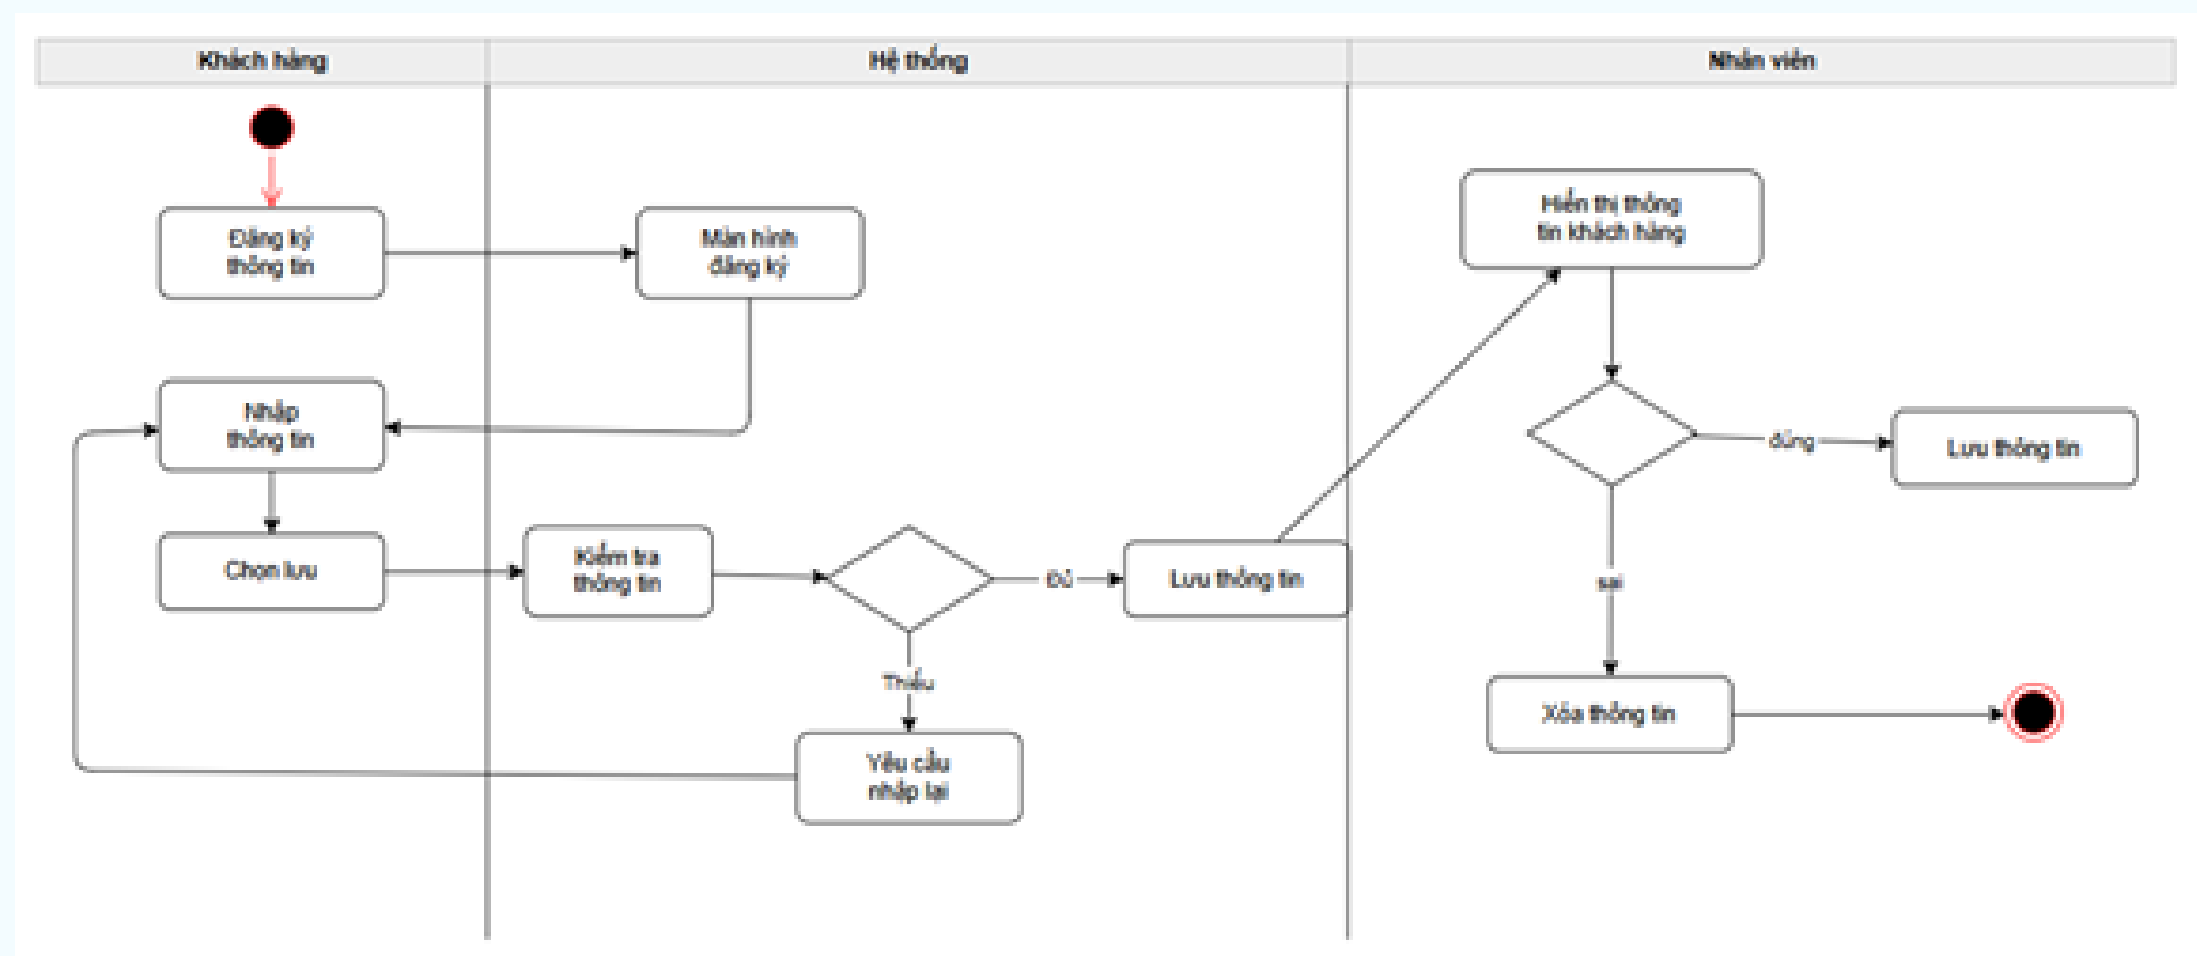 Khách hàng
Hệ thống
Nhân viên
Đăng ký
thông tin
Màn hình
đăng ký
Hiển thị thông
tin khách hàng
Nhập
thông tin
đúng
Lưu thông tin
Chọn lưu
Kiểm tra
thông tin
Đủ
Lưu thông tin
sai
Thiếu
Xóa thông tin
Yêu cầu
nhập lại